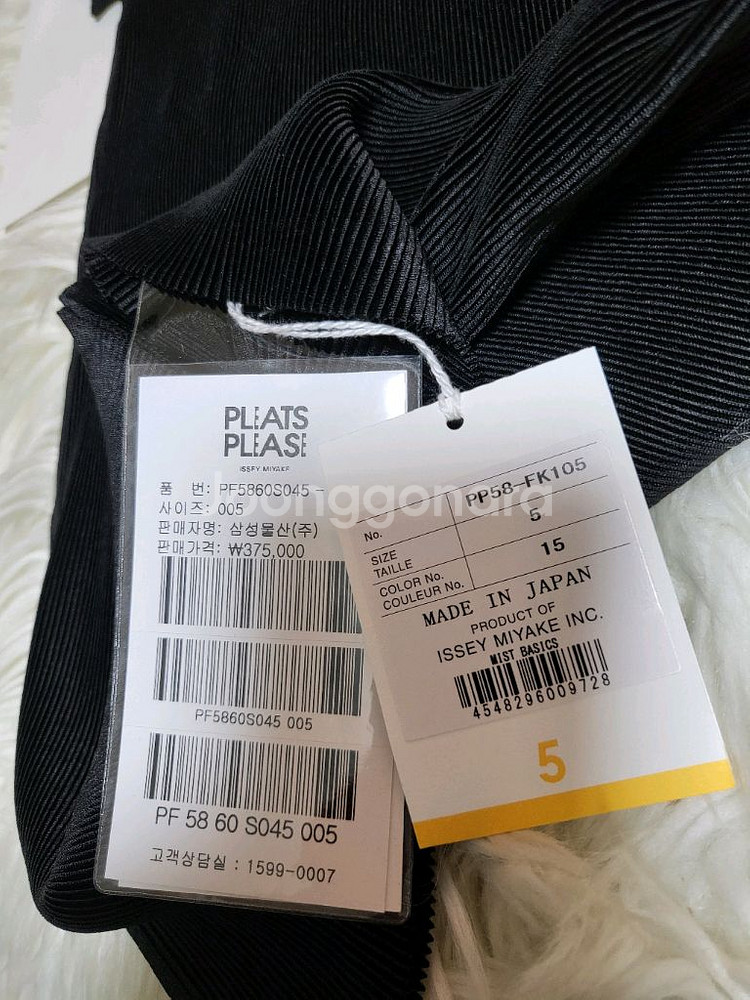 PLEATS
PLEASE
ISSEY MIYAKE
품 번: PF5860S045 -
사이즈: 005
판매자명: 삼성물산(주)
판매가격: ₩375,000
PF5860S045 005
PF 58 60 S045 005
고객상담실 : 1599-0007
No. PP58-FK105
SIZE
TAILLE 5
COLOR No.
COULEUR No. 15
MADE IN JAPAN
PRODUCT OF
ISSEY MIYAKE INC.
MIST BASICS
4548296009728
5
joonggonara